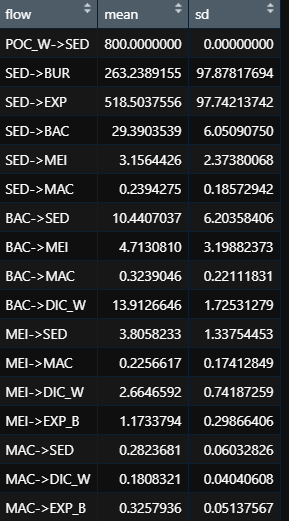 flow mean sd
POC_W->SED 800.0000000 0.00000000
SED->BUR 263.2389155 97.87817694
SED->EXP 518.5037556 97.74213742
SED->BAC 29.3903539 6.05090750
SED->MEI 3.1564426 2.37380068
SED->MAC 0.2394275 0.18572942
BAC->SED 10.4407037 6.20358406
BAC->MEI 4.7130810 3.19882373
BAC->MAC 0.3239046 0.22111831
BAC->DIC_W 13.9126646 1.72531279
MEI->SED 3.8058233 1.33754453
MEI->MAC 0.2256617 0.17412849
MEI->DIC_W 2.6646592 0.74187259
MEI->EXP_B 1.1733794 0.29866406
MAC->SED 0.2823681 0.06032826
MAC->DIC_W 0.1808321 0.04040608
MAC->EXP_B 0.3257936 0.05137567